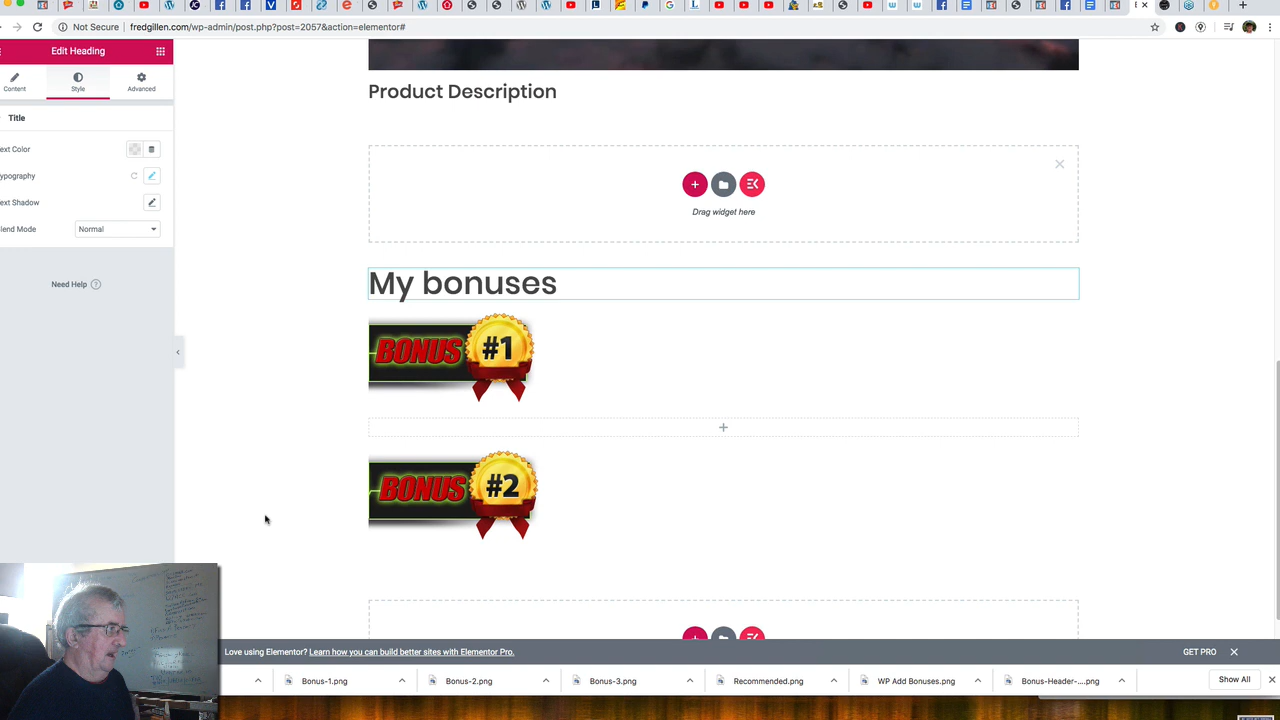 Not Secure fredgillen.com/wp-admin/post.php?post=2057&action=elementor#
Edit Heading
Content
Style
Advanced
Title
ext Color
ypography
ext Shadow
lend Mode
Normal
Need Help ?
Product Description
Drag widget here
My bonuses
BONUS #1
BONUS #2
Love using Elementor? Learn how you can build better sites with Elementor Pro.
GET PRO
Bonus-1.png
Bonus-2.png
Bonus-3.png
Recommended.png
WP Add Bonuses.png
Bonus-Header-....png
Show All